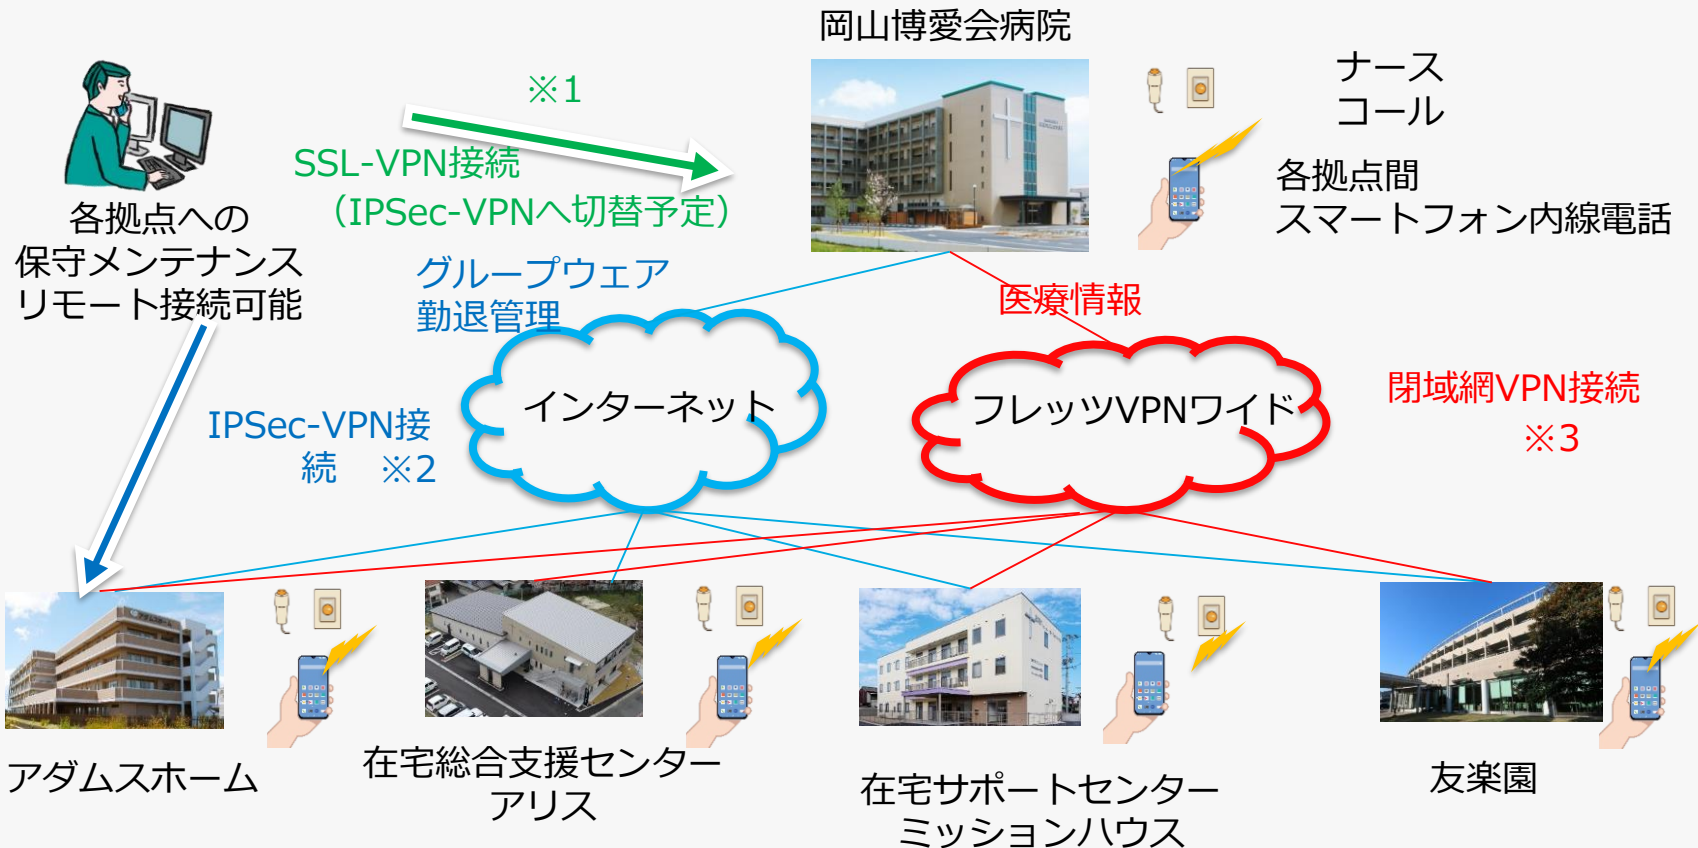 岡山博愛会病院
ナース
コール
※1
SSL-VPN接続
（IPSec-VPNへ切替予定）
各拠点間
スマートフォン内線電話
各拠点への
保守メンテナンス
リモート接続可能
グループウェア
勤退管理
医療情報
インターネット
フレッツVPNワイド
閉域網VPN接続
※3
IPSec-VPN接
続　※2
アダムスホーム
在宅総合支援センター
アリス
在宅サポートセンター
ミッションハウス
友楽園